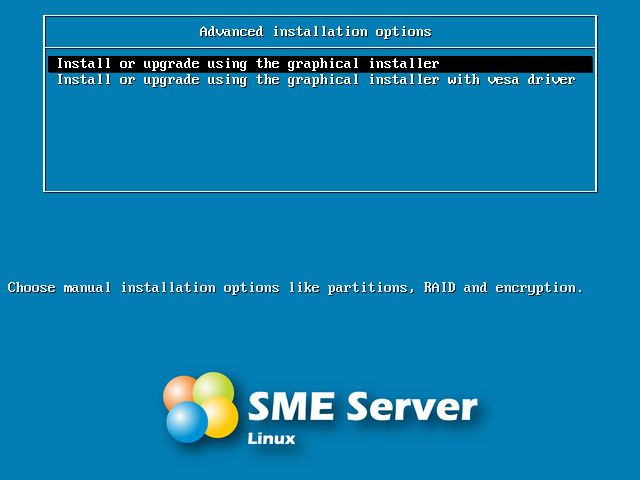 Advanced installation options
Install or upgrade using the graphical installer
Install or upgrade using the graphical installer with vesa driver
Choose manual installation options like partitions, RAID and encryption.
SME Server
Linux